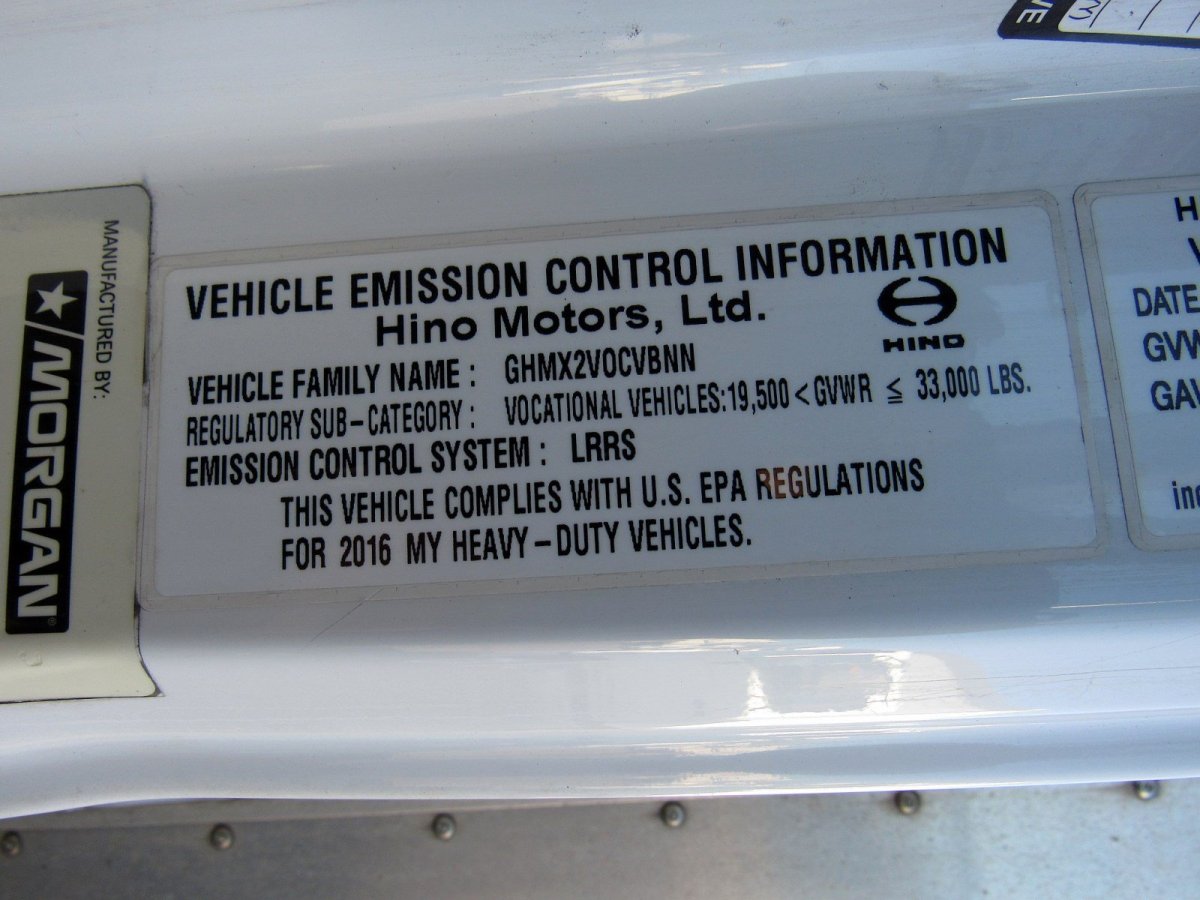 MANUFACTURED BY:
MORGAN
VEHICLE EMISSION CONTROL INFORMATION
Hino Motors, Ltd.
HINO
VEHICLE FAMILY NAME : GHMX2VOCVBNN
REGULATORY SUB-CATEGORY : VOCATIONAL VEHICLES:19,500 < GVWR ≦ 33,000 LBS.
EMISSION CONTROL SYSTEM : LRRS
THIS VEHICLE COMPLIES WITH U.S. EPA REGULATIONS
FOR 2016 MY HEAVY-DUTY VEHICLES.
DATE